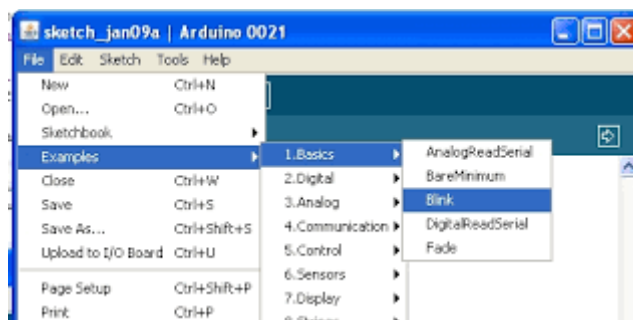 sketch_jan09a | Arduino 0021
File Edit Sketch Tools Help
New Ctrl+N
Open... Ctrl+O
Sketchbook
Examples
Close Ctrl+W
Save Ctrl+S
Save As... Ctrl+Shift+S
Upload to I/O Board Ctrl+U
Page Setup Ctrl+Shift+P
Print Ctrl+P
1.Basics
2.Digital
3.Analog
4.Communication
5.Control
6.Sensors
7.Display
8.Strings
AnalogReadSerial
BareMinimum
Blink
DigitalReadSerial
Fade